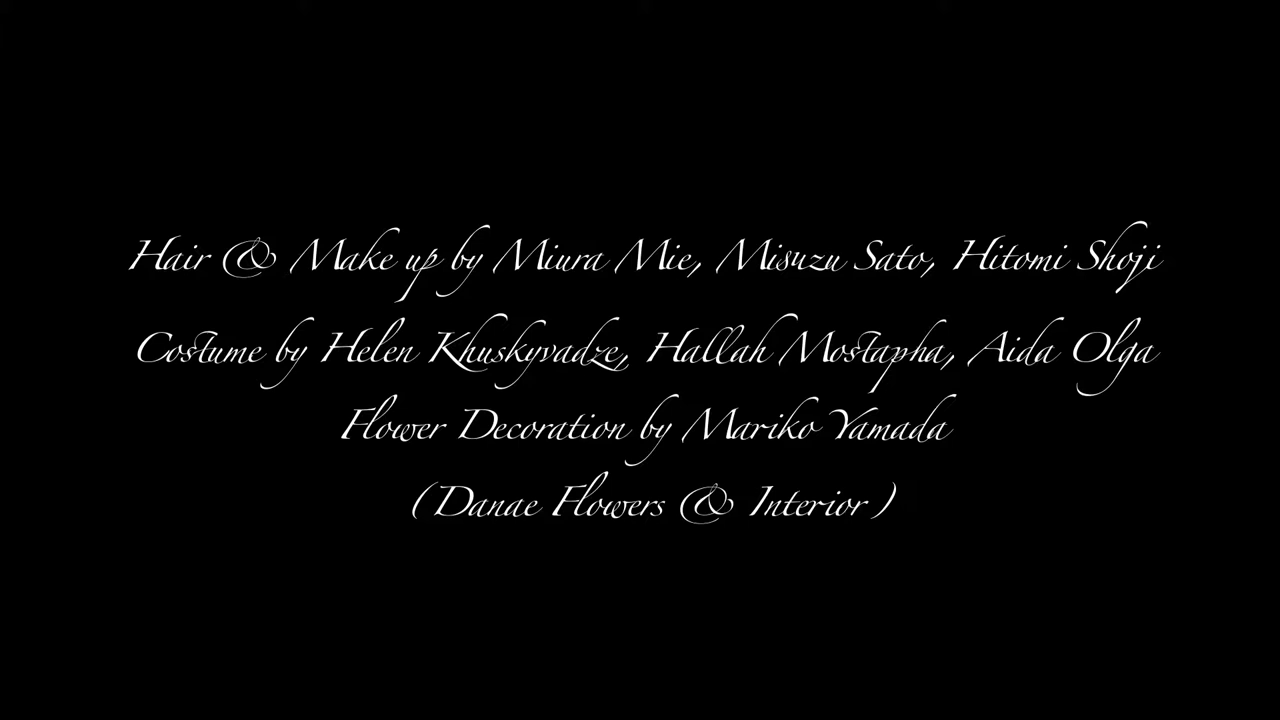 Hair & Make up by Miura Mie, Misuzu Sato, Hitomi Shoji
Costume by Helen Khuskyvadze, Hallah Mostapha, Aida Olga
Flower Decoration by Mariko Yamada
(Danae Flowers & Interior)